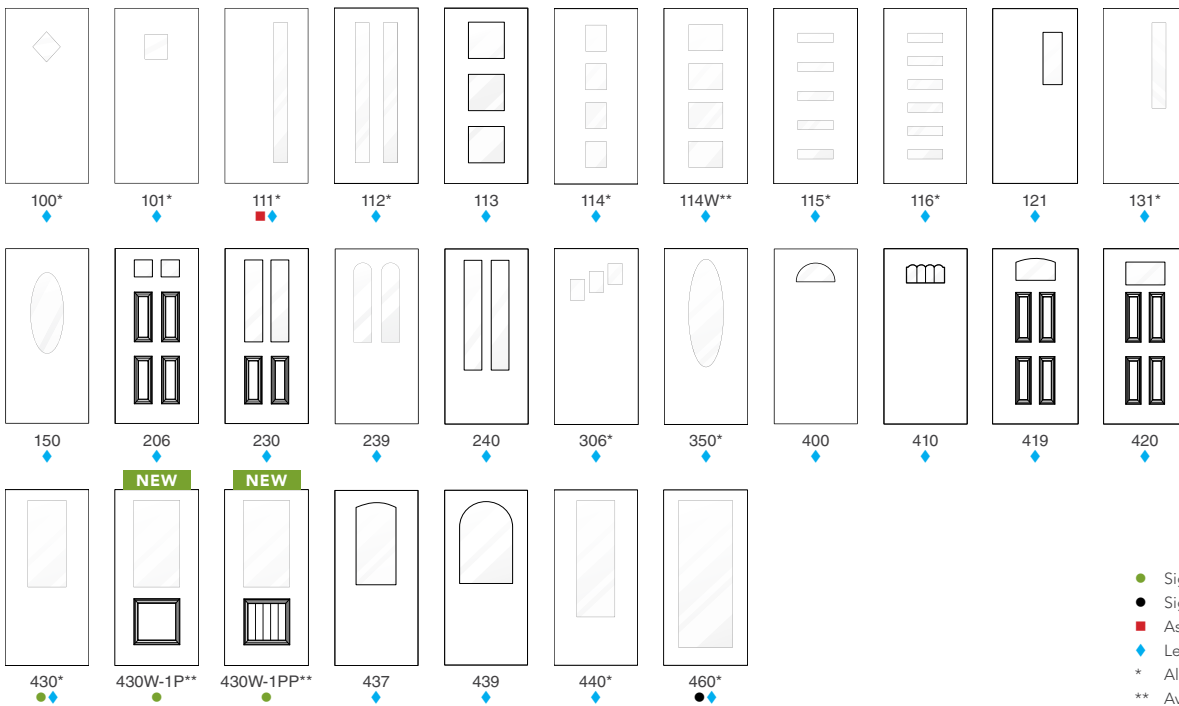 100* 101* 111* 112* 113 114* 114W** 115* 116* 121 131*
150 206 230 239 240 306* 350* 400 410 419 420
NEW NEW
430* 430W-1P** 430W-1PP** 437 439 440* 460*
* 
**